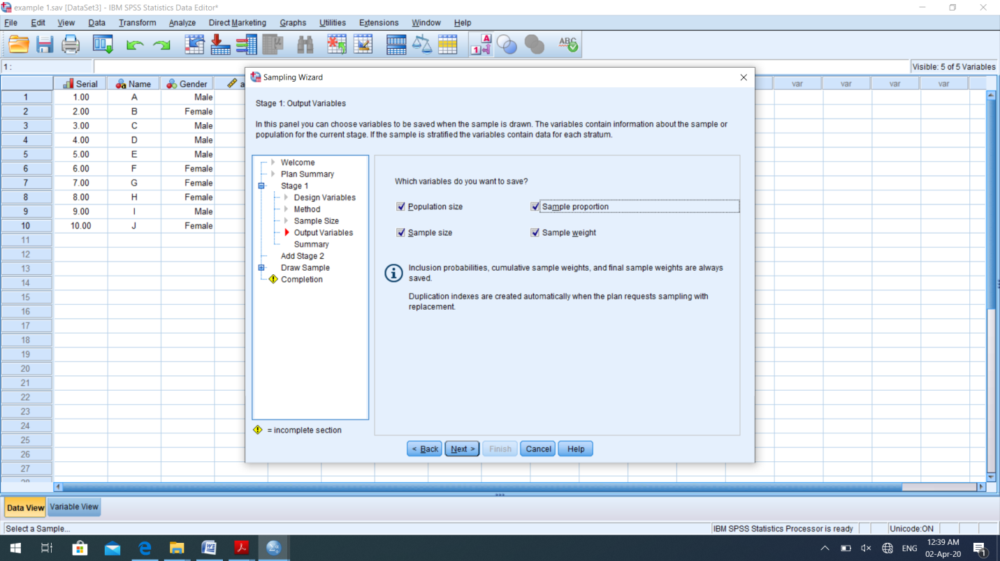 example 1.sav [DataSet3] - IBM SPSS Statistics Data Editor*
File Edit View Data Transform Analyze Direct Marketing Graphs Utilities Extensions Window Help
1 :
Visible: 5 of 5 Variables
Serial Name Gender a var var var var
1 1.00 A Male
2 2.00 B Female
3 3.00 C Male
4 4.00 D Male
5 5.00 E Male
6 6.00 F Female
7 7.00 G Female
8 8.00 H Female
9 9.00 I Male
10 10.00 J Female
11
12
13
14
15
16
17
18
19
20
21
22
23
24
25
26
27
28
Sampling Wizard
Stage 1: Output Variables
In this panel you can choose variables to be saved when the sample is drawn. The variables contain information about the sample or
population for the current stage. If the sample is stratified the variables contain data for each stratum.
Welcome
Plan Summary
Stage 1
Design Variables
Method
Sample Size
Output Variables
Summary
Add Stage 2
Draw Sample
Completion
= incomplete section
Which variables do you want to save?
Population size
Sample proportion
Sample size
Sample weight
Inclusion probabilities, cumulative sample weights, and final sample weights are always
saved.
Duplication indexes are created automatically when the plan requests sampling with
replacement.
< Back Next > Finish Cancel Help
Data View Variable View
Select a Sample...
IBM SPSS Statistics Processor is ready
Unicode:ON
ENG
12:39 AM
02-Apr-20
1